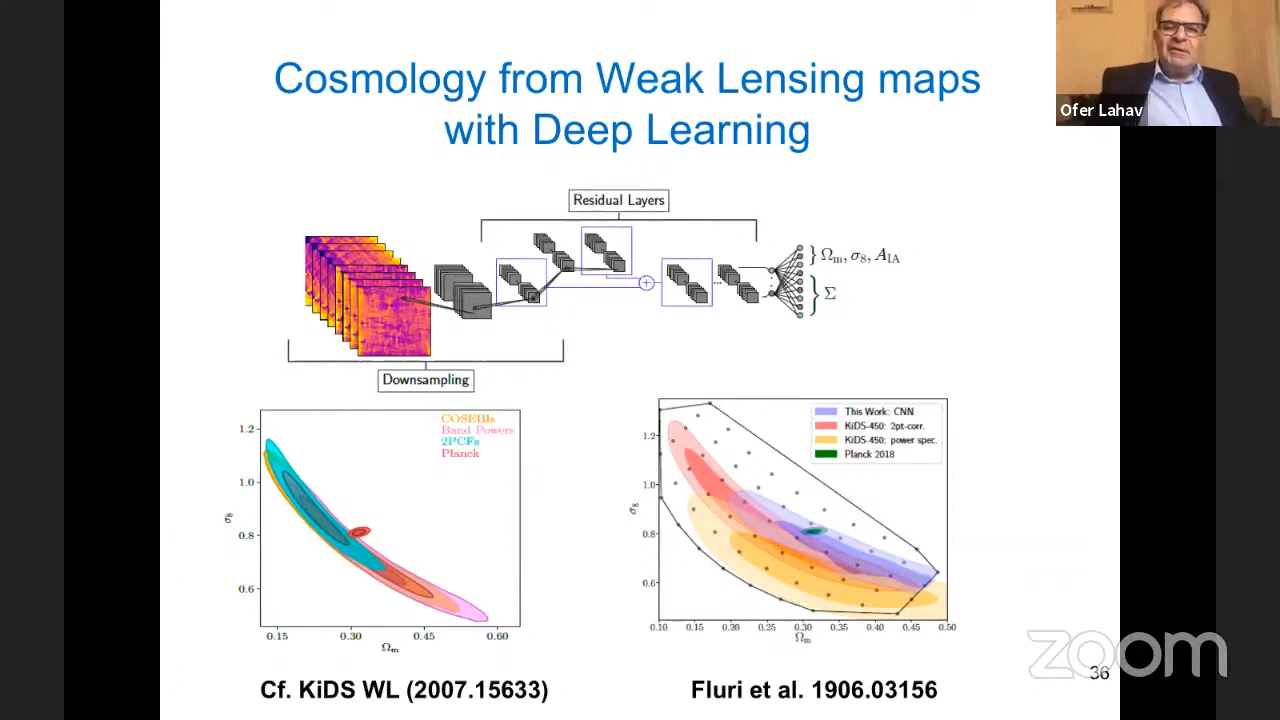 Ofer Lahav
Cosmology from Weak Lensing maps
with Deep Learning
Residual Layers
} Ωₘ, σ₈, A_IA
} Σ
Downsampling
COSEBIs
Band Powers
2PCFs
Planck
1.2
1.0
0.8
0.6
σ₈
0.15 0.30 0.45 0.60
Ωₘ
This Work: CNN
KiDS-450: 2pt-corr.
KiDS-450: power spec.
Planck 2018
1.2
1.0
0.8
0.6
σ₈
0.10 0.15 0.20 0.25 0.30 0.35 0.40 0.45 0.50
Ωₘ
Cf. KiDS WL (2007.15633)
Fluri et al. 1906.03156
36
zoom